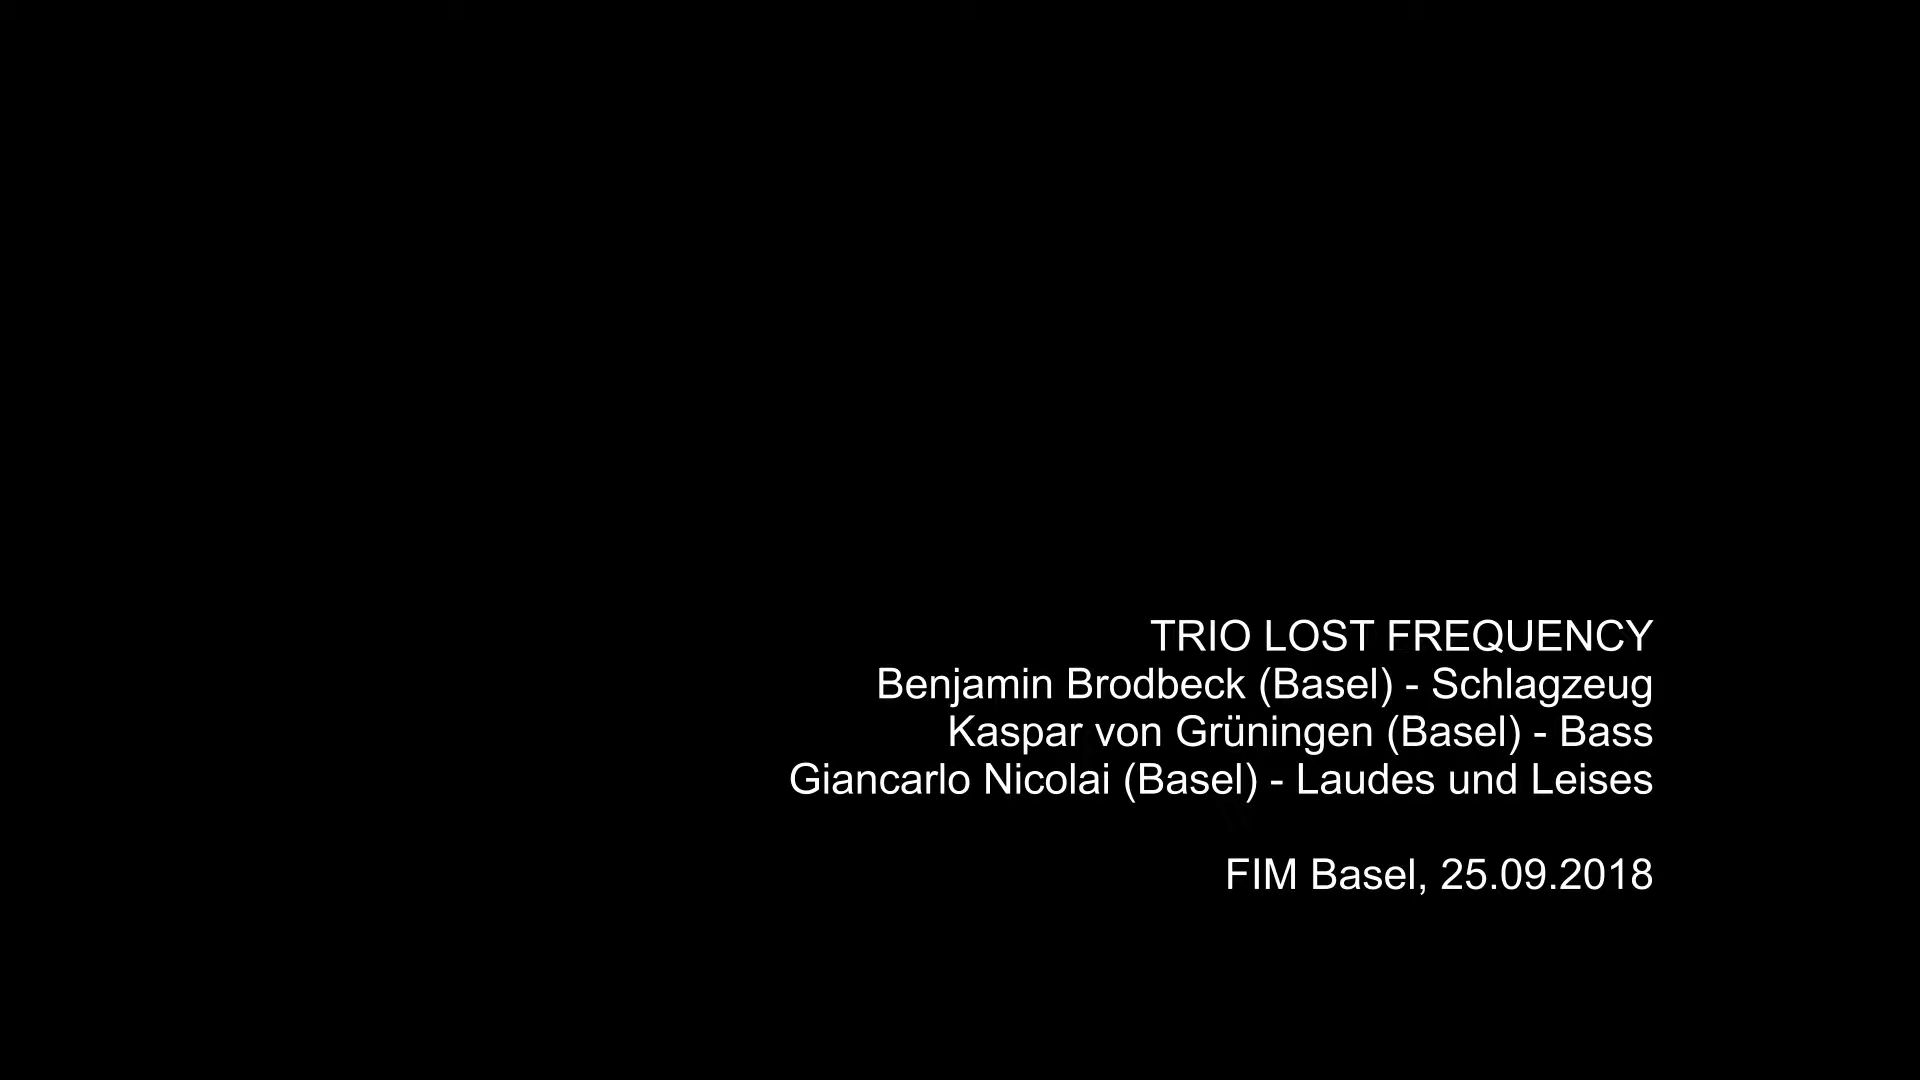 TRIO LOST FREQUENCY
Benjamin Brodbeck (Basel) - Schlagzeug
Kaspar von Grüningen (Basel) - Bass
Giancarlo Nicolai (Basel) - Laudes und Leises
FIM Basel, 25.09.2018